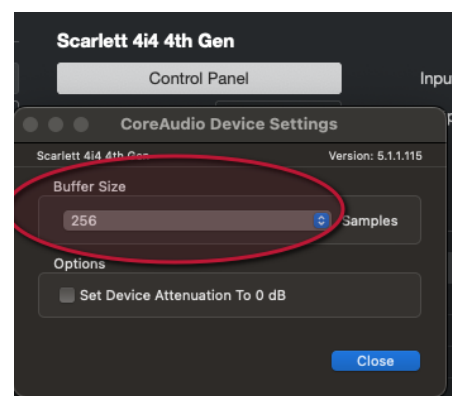 Scarlett 4i4 4th Gen
Control Panel
CoreAudio Device Settings
Scarlett 4i4 4th Gen
Version: 5.1.1.115
Buffer Size
256
Samples
Options
Set Device Attenuation To 0 dB
Close